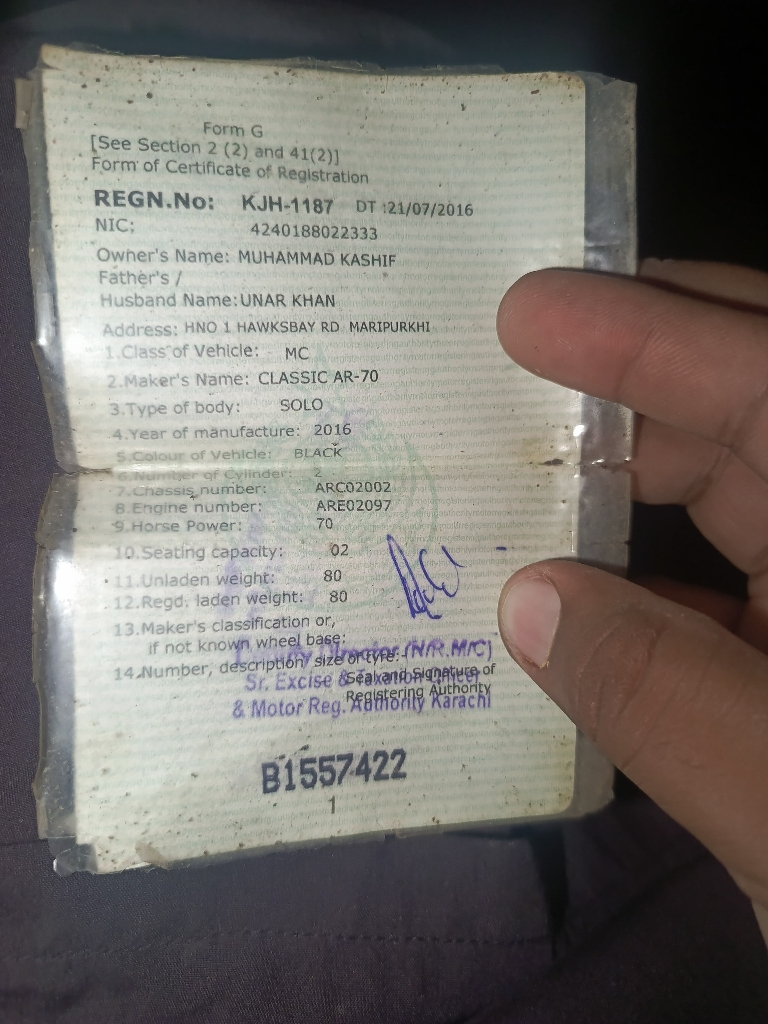 Form G
[See Section 2 (2) and 41(2)]
Form of Certificate of Registration
REGN.No: KJH-1187 DT :21/07/2016
NIC: 4240188022333
Owner's Name: MUHAMMAD KASHIF
Father's /
Husband Name: UNAR KHAN
Address: HNO 1 HAWKSBAY RD MARIPURKHI
1.Class of Vehicle: MC
2.Maker's Name: CLASSIC AR-70
3.Type of body: SOLO
4.Year of manufacture: 2016
5.Colour of Vehicle: BLACK
6.Number of Cylinder: 2
7.Chassis number: ARC02002
8.Engine number: ARE02097
9.Horse Power: 70
10.Seating capacity: 02
11.Unladen weight: 80
12.Regd. laden weight: 80
13.Maker's classification or,
if not known wheel base:
Director (N/R.M/C)
14.Number, description, size of tyre:-
Seal and Signature of
Sr. Excise & Taxation Officer
Registering Authority
& Motor Reg. Authority Karachi
B1557422
1